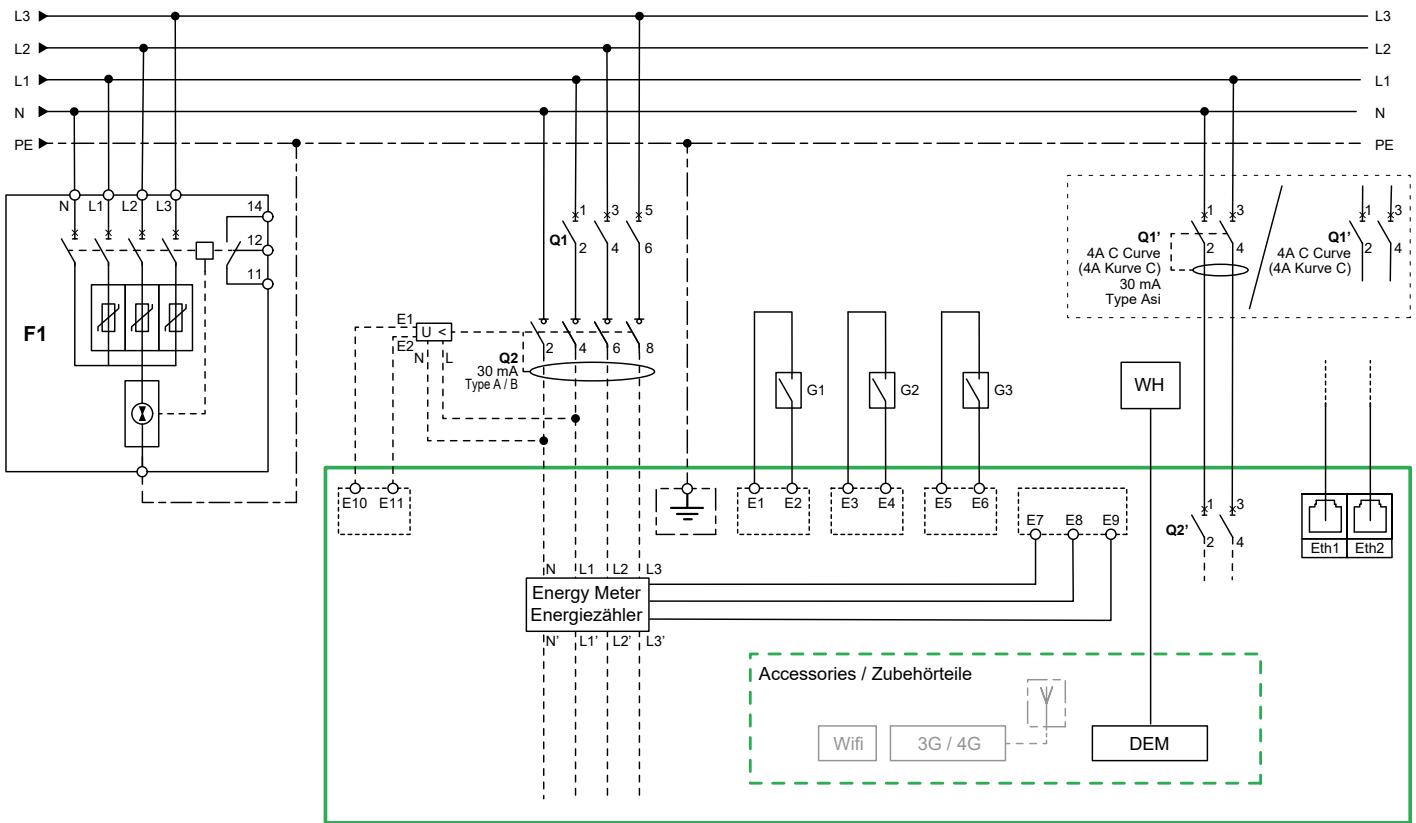 L3 L3
L2 L2
L1 L1
N N
PE PE
N L1 L2 L3
14
12
11
F1
Q1
1 3 5
2 4 6
E1
E2
U <
N L
Q2
30 mA
Type A / B
2 4 6 8
G1
G2
G3
WH
1 3
Q1’
2 4
4A C Curve
(4A Kurve C)
30 mA
Type Asi
1 3
Q1’
2 4
4A C Curve
(4A Kurve C)
E10 E11
E1 E2
E3 E4
E5 E6
E7 E8 E9
1 3
Q2’
2 4
Eth1 Eth2
N L1 L2 L3
Energy Meter
Energiezähler
N’ L1’ L2’ L3’
Accessories / Zubehörteile
Wifi
3G / 4G
DEM